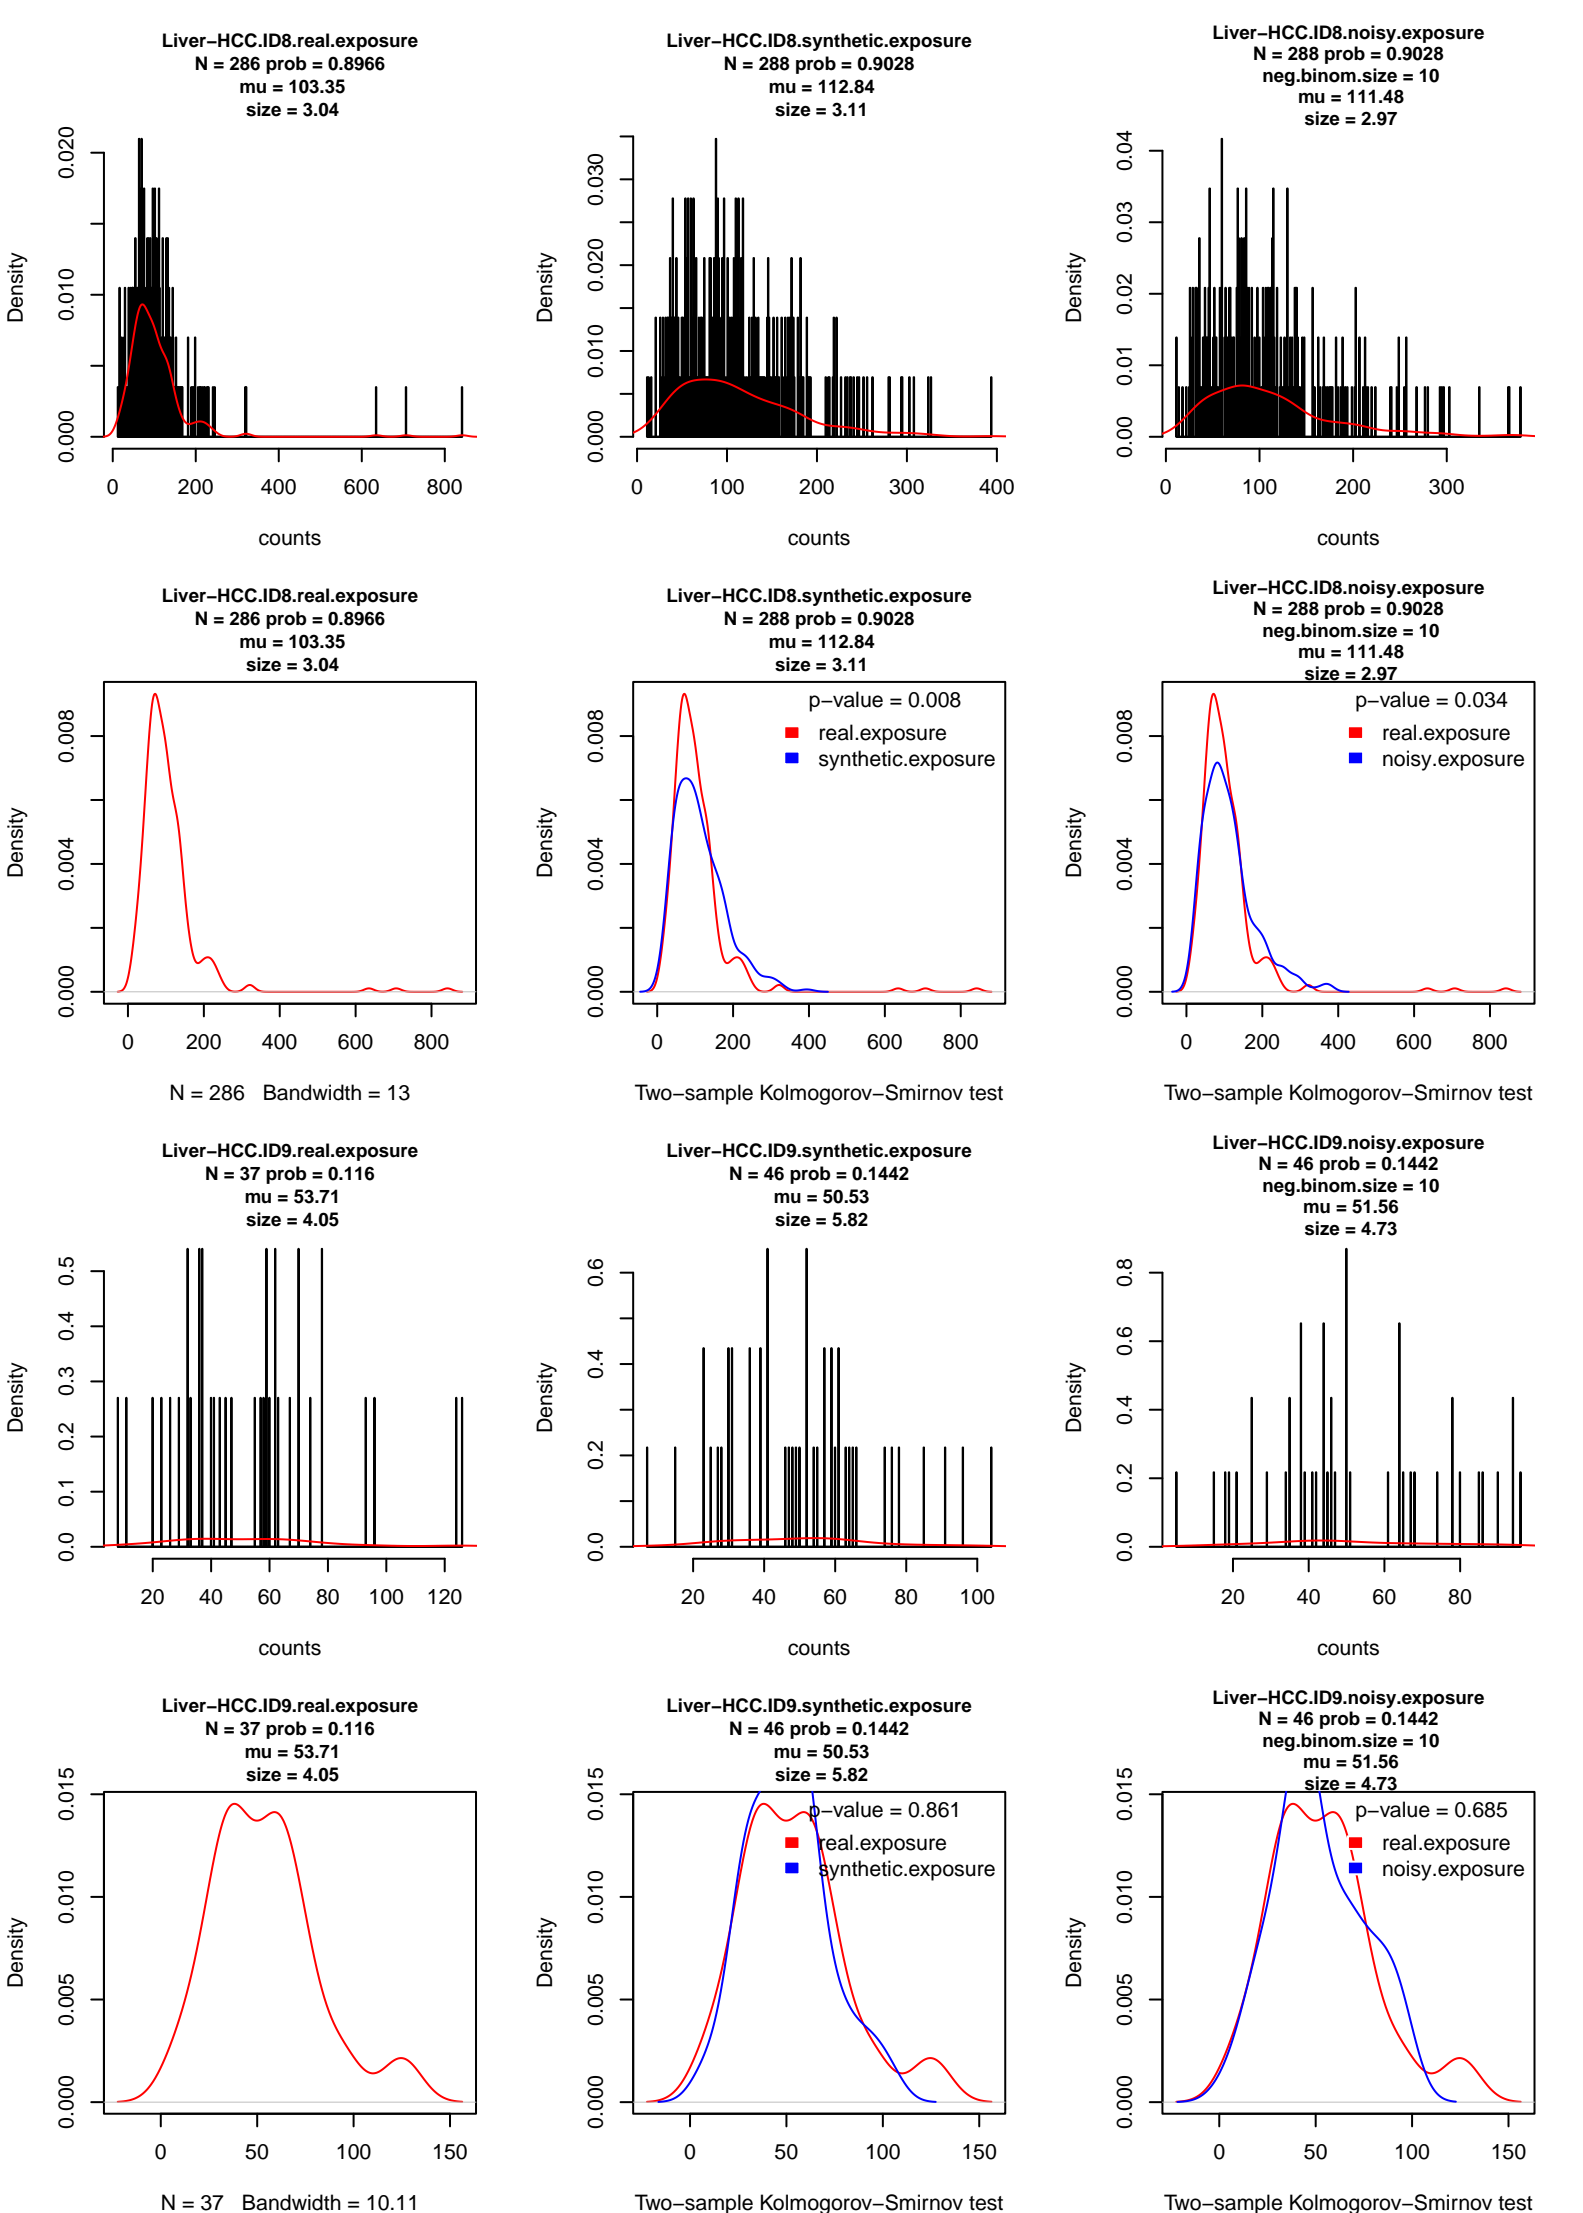 Liver−HCC.ID8.real.exposure
N = 286 prob = 0.8966
mu = 103.35
size = 3.04
Density
0.000
0.010
0.020
0 200 400 600 800
counts
Liver−HCC.ID8.synthetic.exposure
N = 288 prob = 0.9028
mu = 112.84
size = 3.11
Density
0.000
0.010
0.020
0.030
0 100 200 300 400
counts
Liver−HCC.ID8.noisy.exposure
N = 288 prob = 0.9028
neg.binom.size = 10
mu = 111.48
size = 2.97
Density
0.00
0.01
0.02
0.03
0.04
0 100 200 300
counts
Liver−HCC.ID8.real.exposure
N = 286 prob = 0.8966
mu = 103.35
size = 3.04
Density
0.000
0.004
0.008
0 200 400 600 800
N = 286 Bandwidth = 13
Liver−HCC.ID8.synthetic.exposure
N = 288 prob = 0.9028
mu = 112.84
size = 3.11
p−value = 0.008
real.exposure
synthetic.exposure
Density
0.000
0.004
0.008
0 200 400 600 800
Two−sample Kolmogorov−Smirnov test
Liver−HCC.ID8.noisy.exposure
N = 288 prob = 0.9028
neg.binom.size = 10
mu = 111.48
size = 2.97
p−value = 0.034
real.exposure
noisy.exposure
Density
0.000
0.004
0.008
0 200 400 600 800
Two−sample Kolmogorov−Smirnov test
Liver−HCC.ID9.real.exposure
N = 37 prob = 0.116
mu = 53.71
size = 4.05
Density
0.0
0.1
0.2
0.3
0.4
0.5
20 40 60 80 100 120
counts
Liver−HCC.ID9.synthetic.exposure
N = 46 prob = 0.1442
mu = 50.53
size = 5.82
Density
0.0
0.2
0.4
0.6
20 40 60 80 100
counts
Liver−HCC.ID9.noisy.exposure
N = 46 prob = 0.1442
neg.binom.size = 10
mu = 51.56
size = 4.73
Density
0.0
0.2
0.4
0.6
0.8
20 40 60 80
counts
Liver−HCC.ID9.real.exposure
N = 37 prob = 0.116
mu = 53.71
size = 4.05
Density
0.000
0.005
0.010
0.015
0 50 100 150
N = 37 Bandwidth = 10.11
Liver−HCC.ID9.synthetic.exposure
N = 46 prob = 0.1442
mu = 50.53
size = 5.82
p−value = 0.861
real.exposure
synthetic.exposure
Density
0.000
0.005
0.010
0.015
0 50 100 150
Two−sample Kolmogorov−Smirnov test
Liver−HCC.ID9.noisy.exposure
N = 46 prob = 0.1442
neg.binom.size = 10
mu = 51.56
size = 4.73
p−value = 0.685
real.exposure
noisy.exposure
Density
0.000
0.005
0.010
0.015
0 50 100 150
Two−sample Kolmogorov−Smirnov test